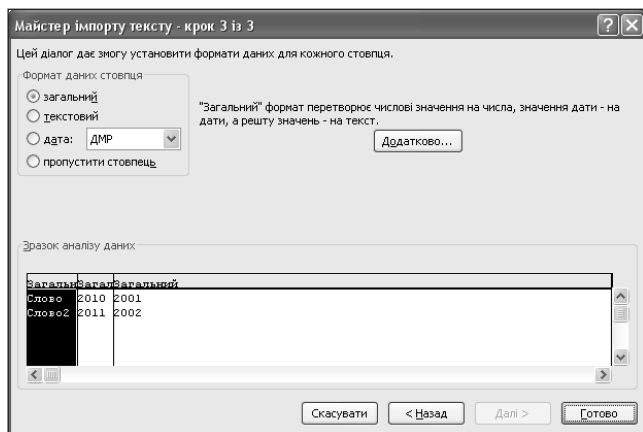 Майстер імпорту тексту - крок 3 із 3
Цей діалог дає змогу установити формати даних для кожного стовпця.
Формат даних стовпця
загальний
текстовий
дата: ДМР
пропустити стовпець
"Загальний" формат перетворює числові значення на числа, значення дати - на
дати, а решту значень - на текст.
Додатково...
Зразок аналізу даних
Загальн Загал Загальний
Слово 2010 2001
Слово2 2011 2002
Скасувати < Назад Далі > Готово